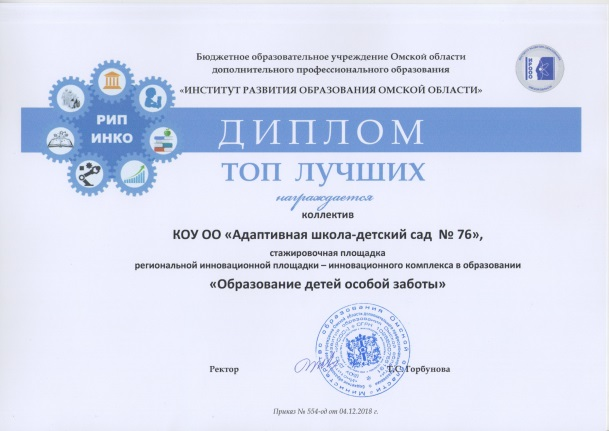 Бюджетное образовательное учреждение Омской области
дополнительного профессионального образования
«ИНСТИТУТ РАЗВИТИЯ ОБРАЗОВАНИЯ ОМСКОЙ ОБЛАСТИ»
РИП
ИНКО
ДИПЛОМ
ТОП ЛУЧШИХ
награждается
коллектив
КОУ ОО «Адаптивная школа-детский сад № 76»,
стажировочная площадка
региональной инновационной площадки – инновационного комплекса в образовании
«Образование детей особой заботы»
Ректор
Т.С. Горбунова
Приказ № 554-од от 04.12.2018 г.